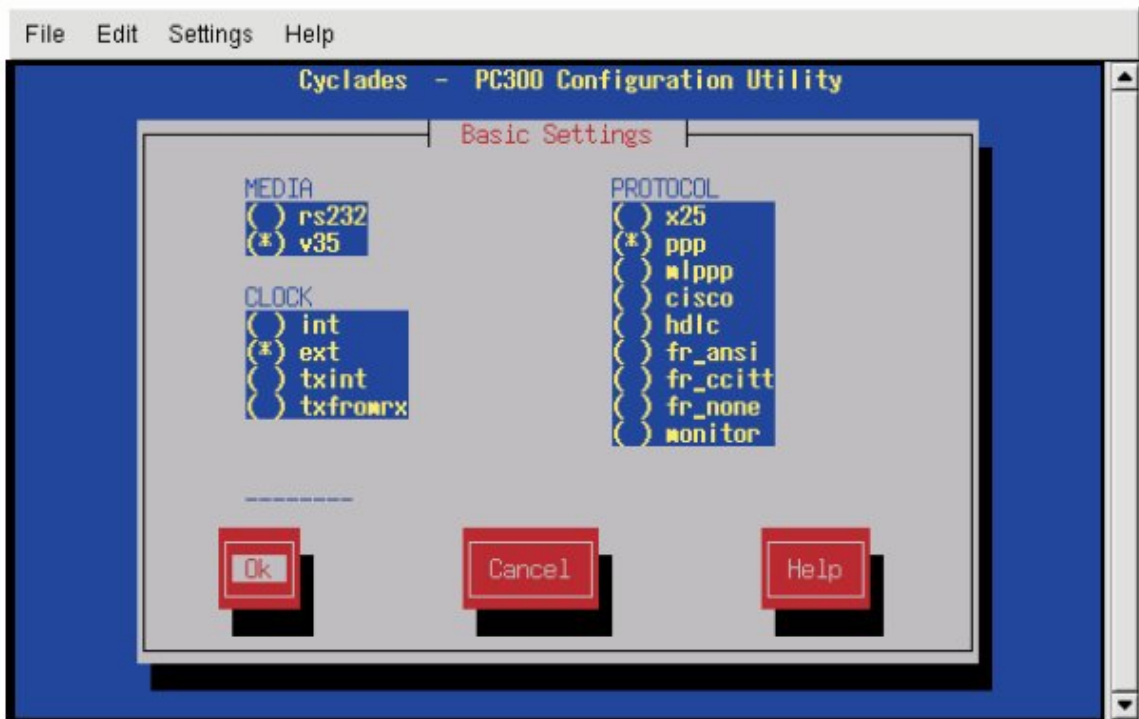 File Edit Settings Help
Cyclades - PC300 Configuration Utility
Basic Settings
MEDIA
( ) rs232
(*) v35
CLOCK
( ) int
(*) ext
( ) txint
( ) txfromrx
PROTOCOL
( ) x25
(*) ppp
( ) mlppp
( ) cisco
( ) hdlc
( ) fr_ansi
( ) fr_ccitt
( ) fr_none
( ) monitor
--------
Ok Cancel Help